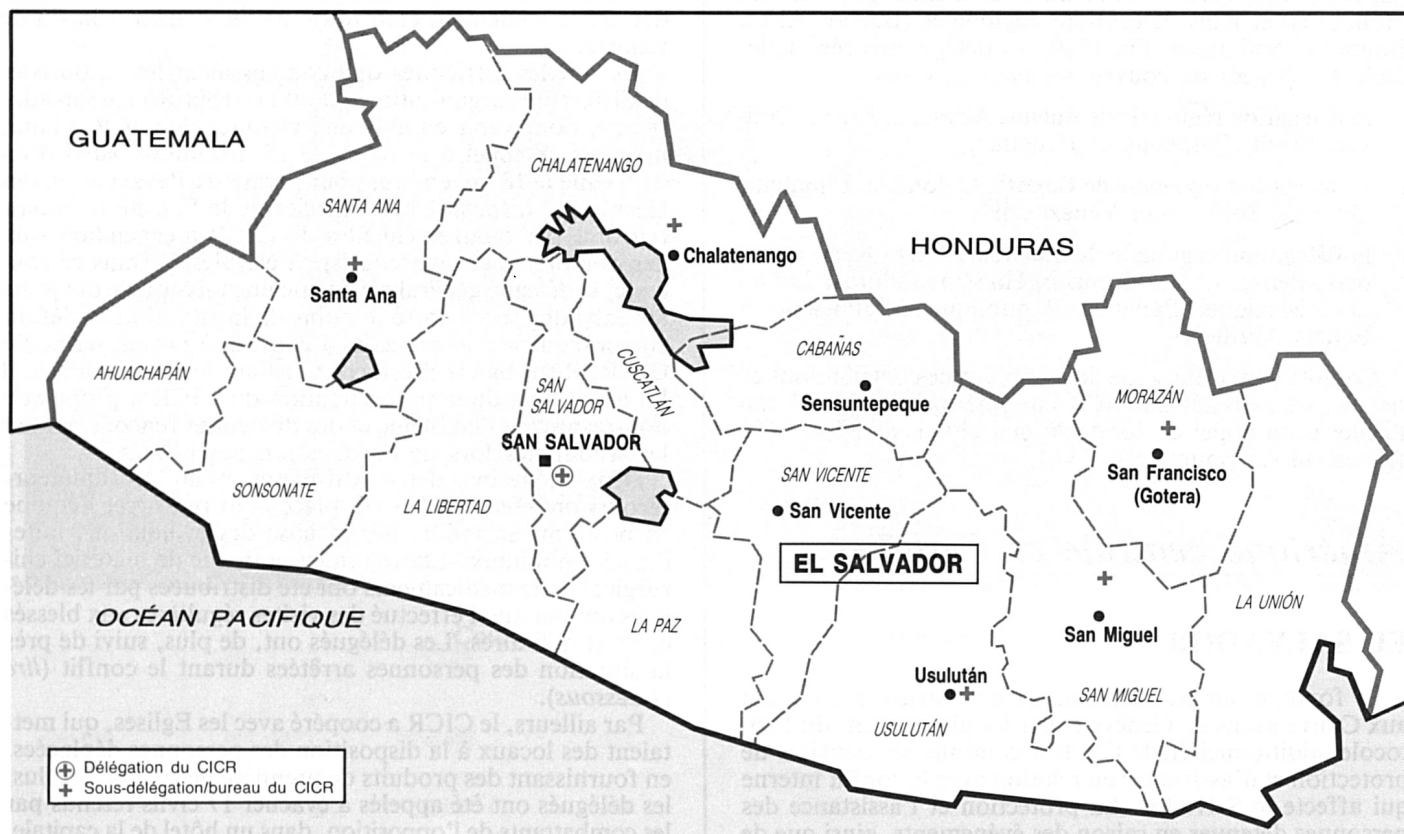 GUATEMALA
SANTA ANA
CHALATENANGO
HONDURAS
Chalatenango
Santa Ana
CABAÑAS
AHUACHAPÁN
CUSCATLÁN
SAN
SALVADOR
Sensuntepeque
MORAZÁN
SAN SALVADOR
San Francisco
(Gotera)
SONSONATE
LA LIBERTAD
SAN VICENTE
San Vicente
EL SALVADOR
LA UNIÓN
OCÉAN PACIFIQUE
LA PAZ
San Miguel
Usulután
SAN MIGUEL
USULUTÁN
Délégation du CICR
Sous-délégation/bureau du CICR